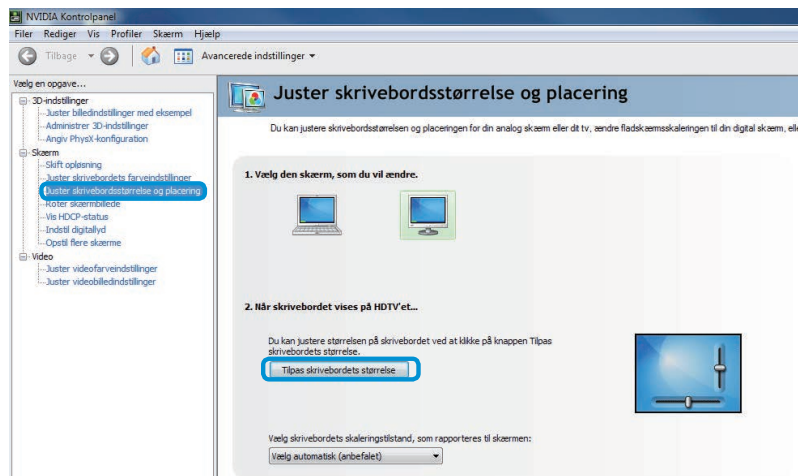 NVIDIA Kontrolpanel
Filer Rediger Vis Profiler Skærm Hjælp
Tilbage
Avancerede indstillinger
Vælg en opgave...
3D-indstillinger
Juster billedindstillinger med eksempel
Administrer 3D-indstillinger
Angiv PhysX-konfiguration
Skærm
Skift opløsning
Juster skrivebordets farveindstillinger
Juster skrivebordsstørrelse og placering
Roter skærmbillede
Vis HDCP-status
Indstil digitallyd
Opstil flere skærme
Video
Juster videofarveindstillinger
Juster videobilledindstillinger
Juster skrivebordsstørrelse og placering
Du kan justere skrivebordsstørrelsen og placeringen for din analog skærm eller dit tv, ændre fladskærmsskaleringen til din digital skærm, elle
1. Vælg den skærm, som du vil ændre.
2. Når skrivebordet vises på HDTV'et...
Du kan justere størrelsen på skrivebordet ved at klikke på knappen Tilpas
skrivebordets størrelse.
Tilpas skrivebordets størrelse
Vælg skrivebordets skaleringstilstand, som rapporteres til skærmen:
Vælg automatisk (anbefalet)